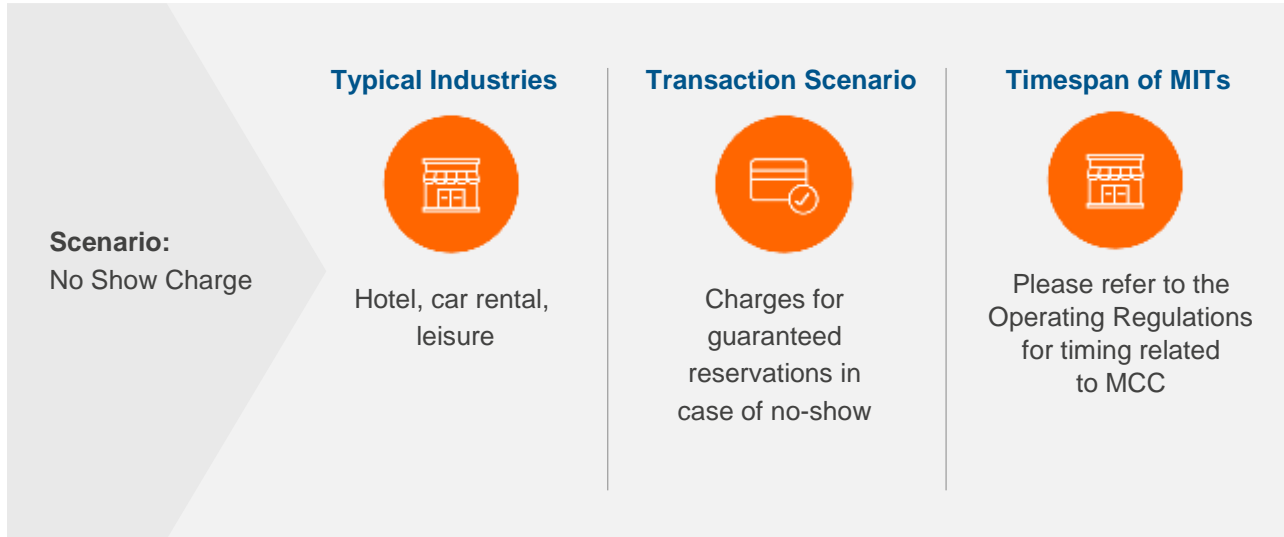 Scenario:
No Show Charge
Typical Industries
Hotel, car rental,
leisure
Transaction Scenario
Charges for
guaranteed
reservations in
case of no-show
Timespan of MITs
Please refer to the
Operating Regulations
for timing related
to MCC